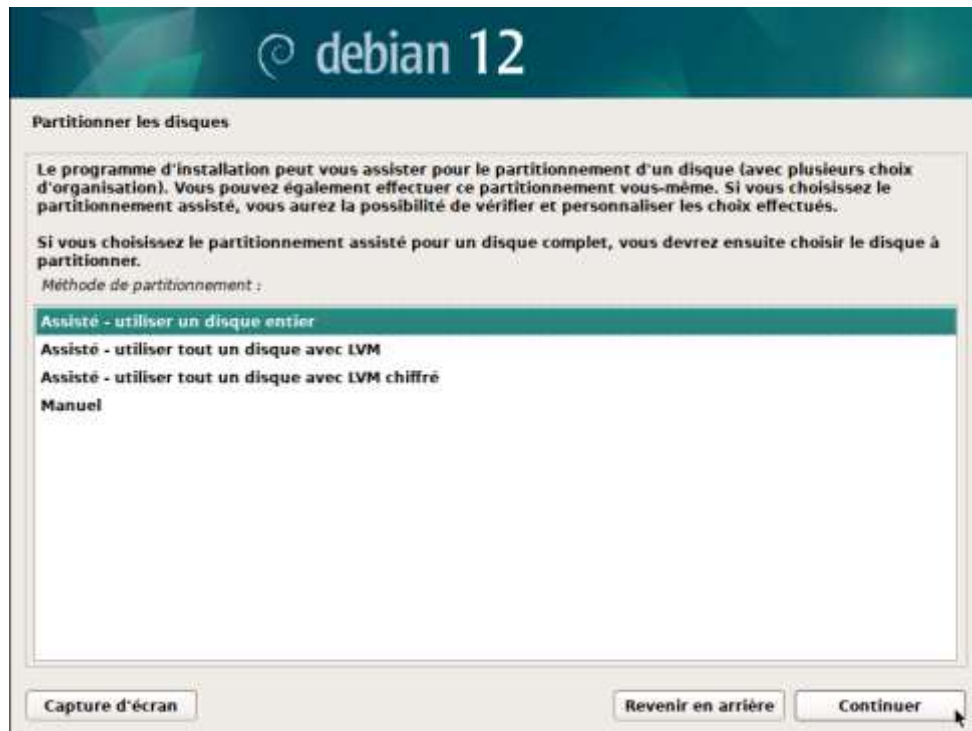 debian 12
Partitionner les disques
Le programme d'installation peut vous assister pour le partitionnement d'un disque (avec plusieurs choix
d'organisation). Vous pouvez également effectuer ce partitionnement vous-même. Si vous choisissez le
partitionnement assisté, vous aurez la possibilité de vérifier et personnaliser les choix effectués.
Si vous choisissez le partitionnement assisté pour un disque complet, vous devrez ensuite choisir le disque à
partitionner.
Méthode de partitionnement :
Assisté - utiliser un disque entier
Assisté - utiliser tout un disque avec LVM
Assisté - utiliser tout un disque avec LVM chiffré
Manuel
Capture d'écran
Revenir en arrière
Continuer